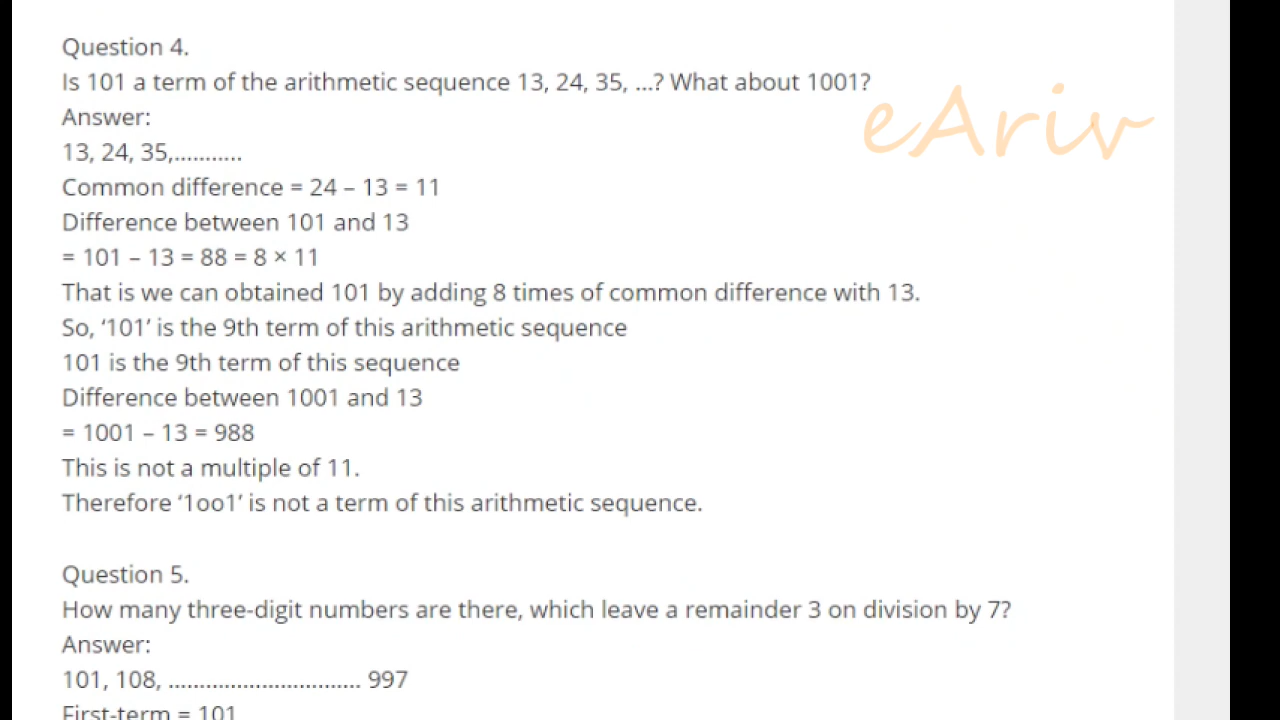 Question 4.
Is 101 a term of the arithmetic sequence 13, 24, 35, ...? What about 1001?
eAriv
Answer:
13, 24, 35,...........
Common difference = 24 – 13 = 11
Difference between 101 and 13
= 101 – 13 = 88 = 8 × 11
That is we can obtained 101 by adding 8 times of common difference with 13.
So, ‘101’ is the 9th term of this arithmetic sequence
101 is the 9th term of this sequence
Difference between 1001 and 13
= 1001 – 13 = 988
This is not a multiple of 11.
Therefore ‘1oo1’ is not a term of this arithmetic sequence.
Question 5.
How many three-digit numbers are there, which leave a remainder 3 on division by 7?
Answer:
101, 108, ............................... 997
First-term = 101